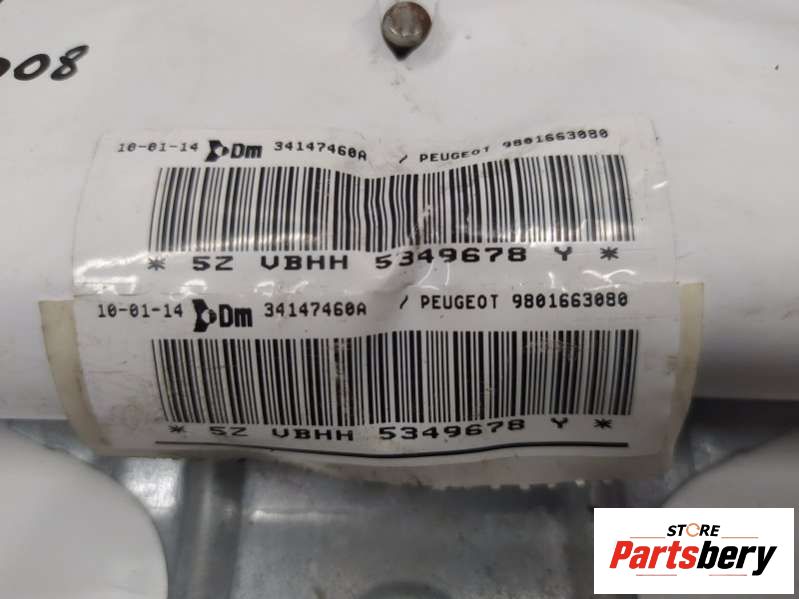 008
10-01-14 Dm 34147460A / PEUGEOT 9801663080
* 5Z VBHH 5349678 Y *
10-01-14 Dm 34147460A / PEUGEOT 9801663080
* 5Z VBHH 5349678 Y *
STORE
Partsbery